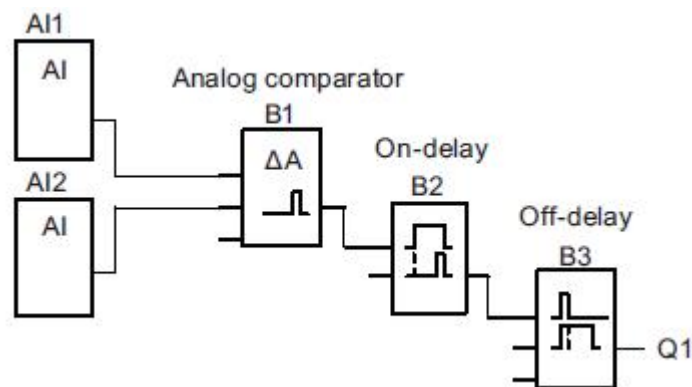 AI1
AI
Analog comparator
B1
ΔA
AI2
AI
On-delay
B2
Off-delay
B3
Q1